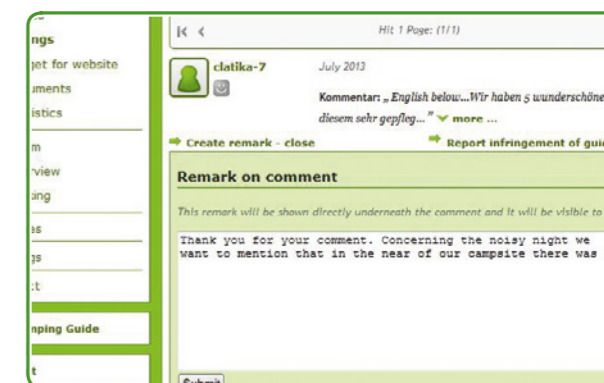 ngs
get for website
uments
istics
m
rview
ing
es
gs
ct
mping Guide
t
Hit 1 Page: (1/1)
clatika-7
July 2013
Kommentar: „English below...Wir haben 5 wunderschöne
diesem sehr gepfleg..." more ...
Create remark - close
Report infringement of guid
Remark on comment
This remark will be shown directly underneath the comment and it will be visible to
Thank you for your comment. Concerning the noisy night we
want to mention that in the near of our campsite there was
Submit